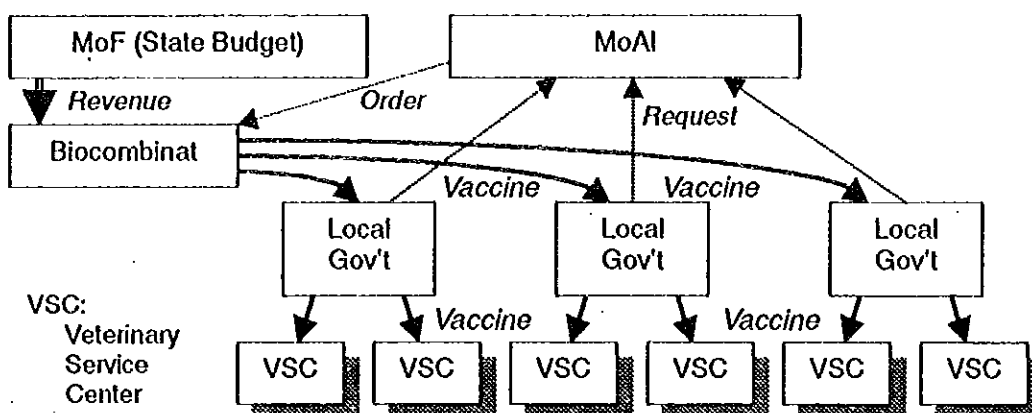 MoF (State Budget)
MoAI
Revenue
Order
Request
Biocombinat
Vaccine
Vaccine
Local
Gov't
Local
Gov't
Local
Gov't
VSC:
Veterinary
Service
Center
Vaccine
Vaccine
VSC
VSC
VSC
VSC
VSC
VSC